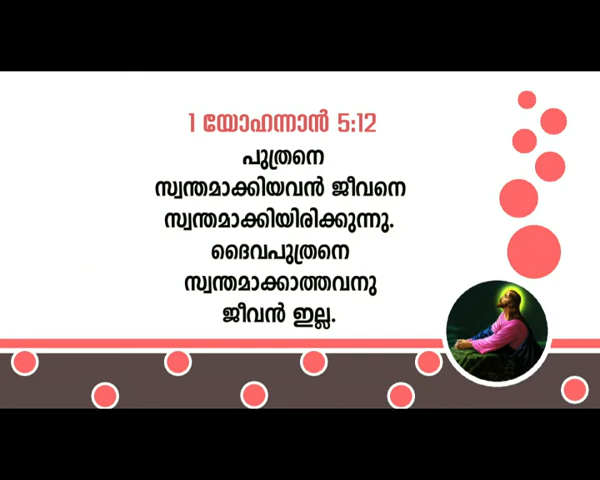 1 യോഹന്നാൻ 5:12
പുത്രനെ
സ്വന്തമാക്കിയവൻ ജീവനെ
സ്വന്തമാക്കിയിരിക്കുന്നു.
ദൈവപുത്രനെ
സ്വന്തമാക്കാത്തവനു
ജീവൻ ഇല്ല.